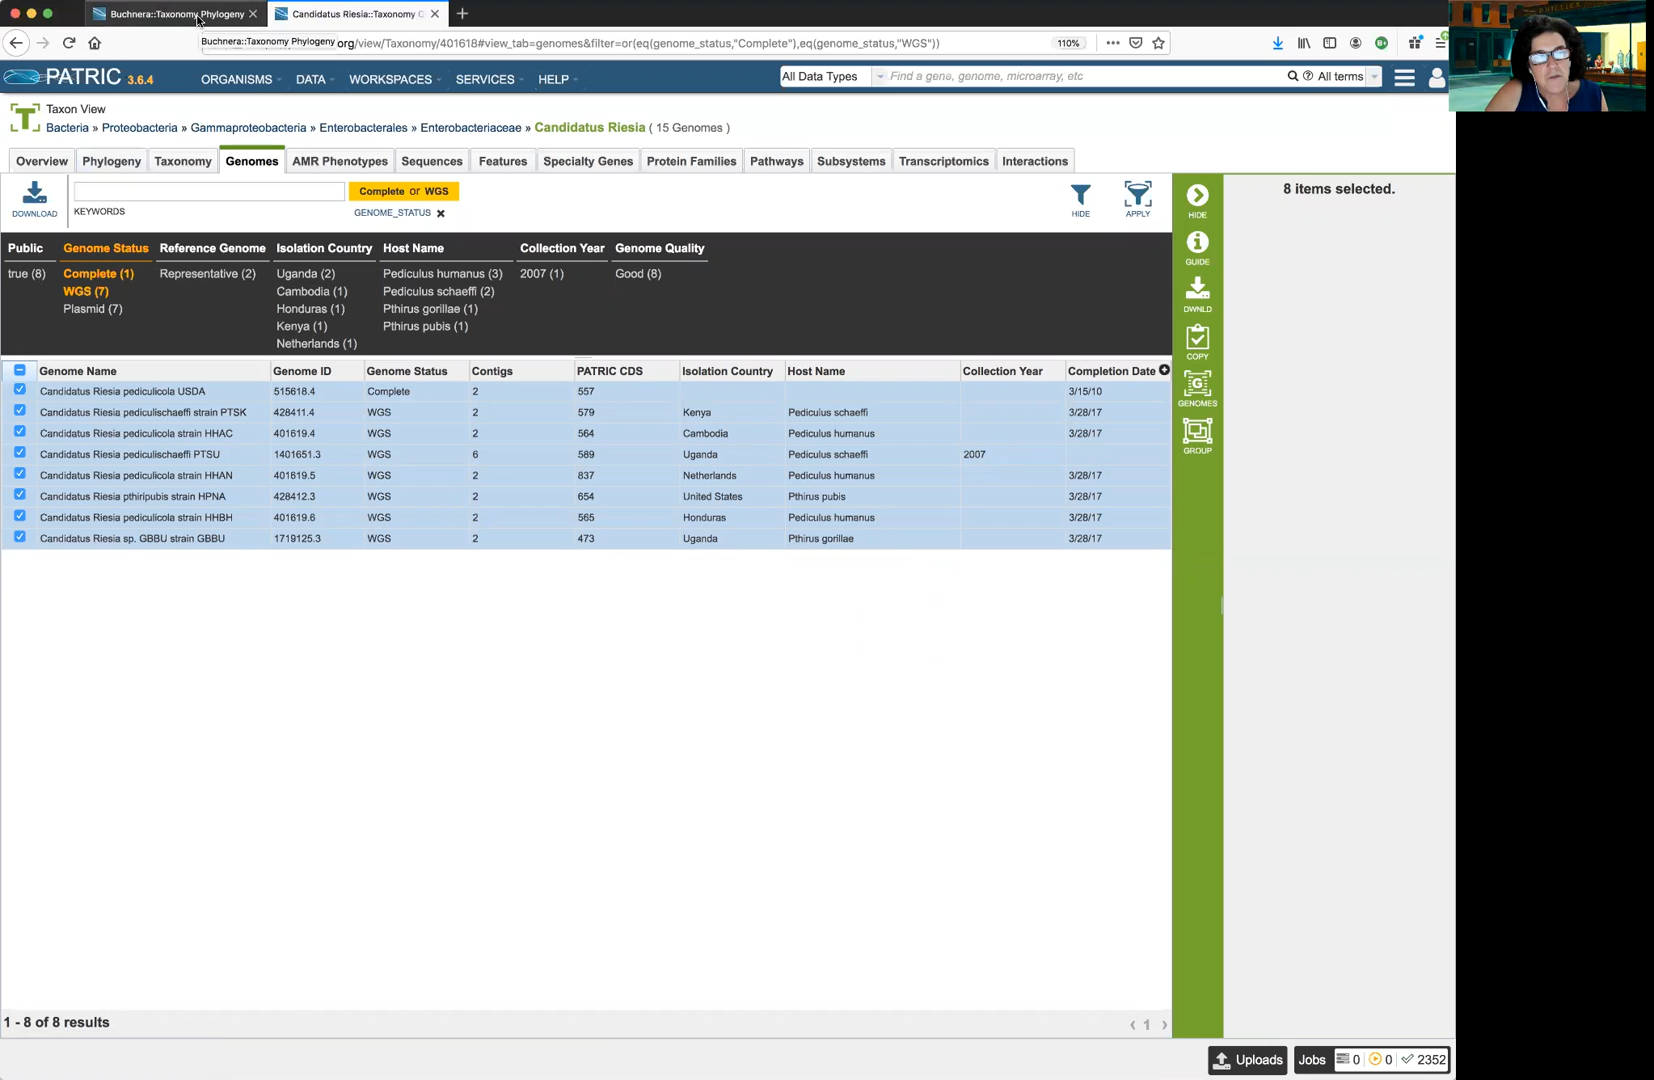 Buchnera::Taxonomy Phylogeny
Candidatus Riesia::Taxonomy G
Buchnera::Taxonomy Phylogeny
org/view/Taxonomy/401618#view_tab=genomes&filter=or(eq(genome_status,"Complete"),eq(genome_status,"WGS"))
110%
PATRIC 3.6.4
ORGANISMS
DATA
WORKSPACES
SERVICES
HELP
All Data Types
Find a gene, genome, microarray, etc
All terms
Taxon View
Bacteria » Proteobacteria » Gammaproteobacteria » Enterobacterales » Enterobacteriaceae » Candidatus Riesia ( 15 Genomes )
Overview Phylogeny Taxonomy Genomes AMR Phenotypes Sequences Features Specialty Genes Protein Families Pathways Subsystems Transcriptomics Interactions
DOWNLOAD
KEYWORDS
Complete or WGS
GENOME_STATUS
HIDE
APPLY
HIDE
GUIDE
DWNLD
COPY
GENOMES
GROUP
8 items selected.
Public Genome Status Reference Genome Isolation Country Host Name Collection Year Genome Quality
true (8) Complete (1) Representative (2) Uganda (2) Pediculus humanus (3) 2007 (1) Good (8)
WGS (7) Cambodia (1) Pediculus schaeffi (2)
Plasmid (7) Honduras (1) Pthirus gorillae (1)
Kenya (1) Pthirus pubis (1)
Netherlands (1)
Genome Name Genome ID Genome Status Contigs PATRIC CDS Isolation Country Host Name Collection Year Completion Date
Candidatus Riesia pediculicola USDA 515618.4 Complete 2 557 3/15/10
Candidatus Riesia pediculischaeffi strain PTSK 428411.4 WGS 2 579 Kenya Pediculus schaeffi 3/28/17
Candidatus Riesia pediculicola strain HHAC 401619.4 WGS 2 564 Cambodia Pediculus humanus 3/28/17
Candidatus Riesia pediculischaeffi PTSU 1401651.3 WGS 6 589 Uganda Pediculus schaeffi 2007
Candidatus Riesia pediculicola strain HHAN 401619.5 WGS 2 837 Netherlands Pediculus humanus 3/28/17
Candidatus Riesia pthiripubis strain HPNA 428412.3 WGS 2 654 United States Pthirus pubis 3/28/17
Candidatus Riesia pediculicola strain HHBH 401619.6 WGS 2 565 Honduras Pediculus humanus 3/28/17
Candidatus Riesia sp. GBBU strain GBBU 1719125.3 WGS 2 473 Uganda Pthirus gorillae 3/28/17
1 - 8 of 8 results
1
Uploads
Jobs 0 0 2352